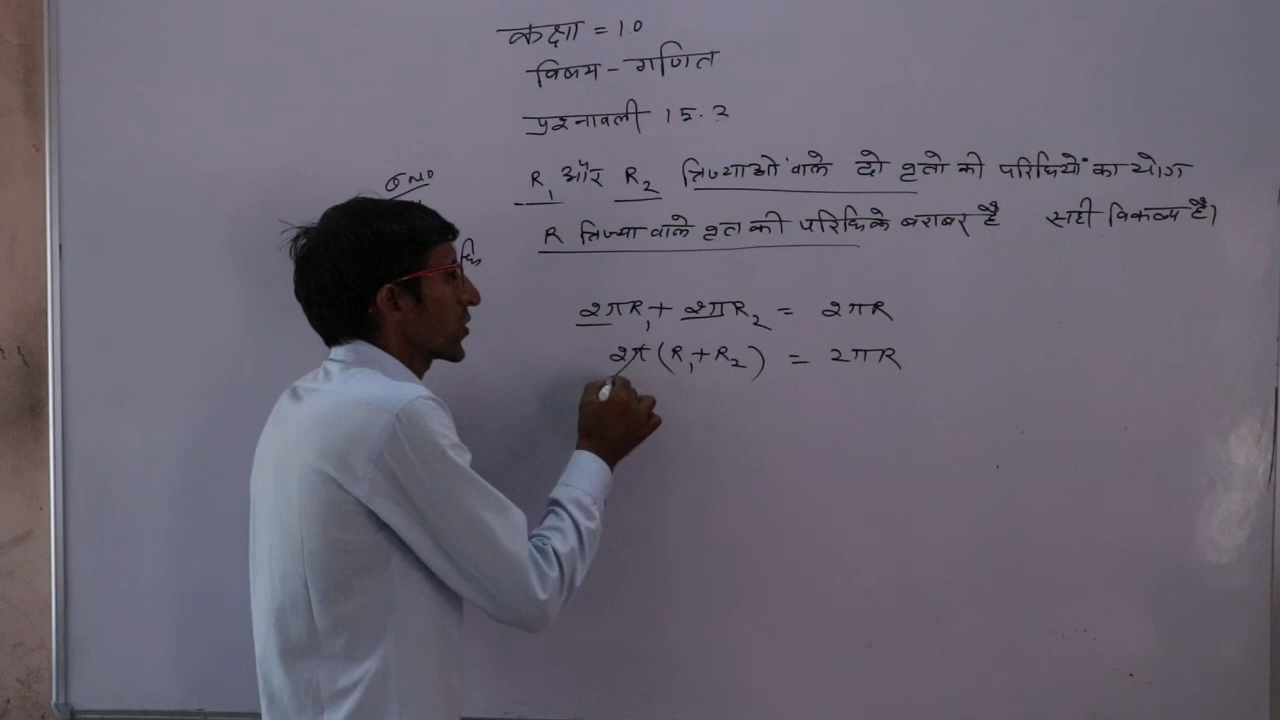 कक्षा = 10
विषय - गणित
प्रश्नावली 15.2
R₁ और R₂ त्रिज्याओं वाले दो वृतो की परिधियों का योग
R त्रिज्या वाले वृत की परिधि के बराबर है सही विकल्प है।
2πR₁ + 2πR₂ = 2πR
2π(R₁+R₂) = 2πR